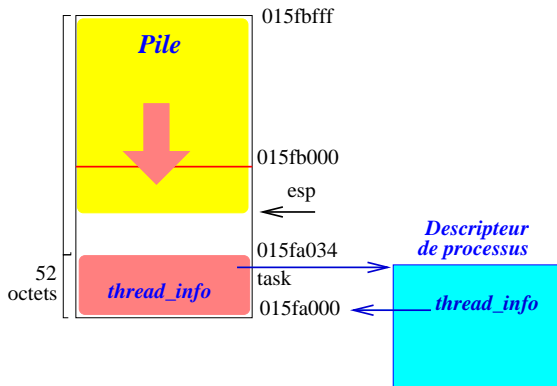 015fbfff
Pile
015fb000
esp
Descripteur
de processus
015fa034
task
52
octets
thread_info
thread_info
015fa000